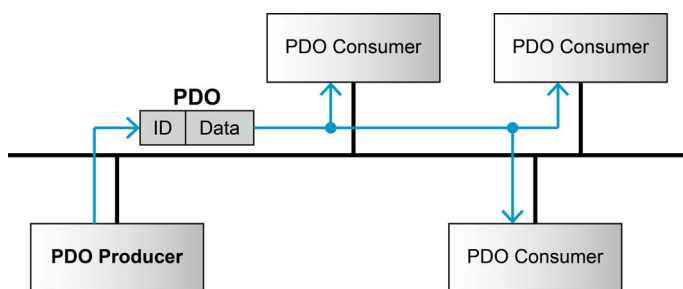 PDO Consumer
PDO Consumer
PDO
ID
Data
PDO Producer
PDO Consumer